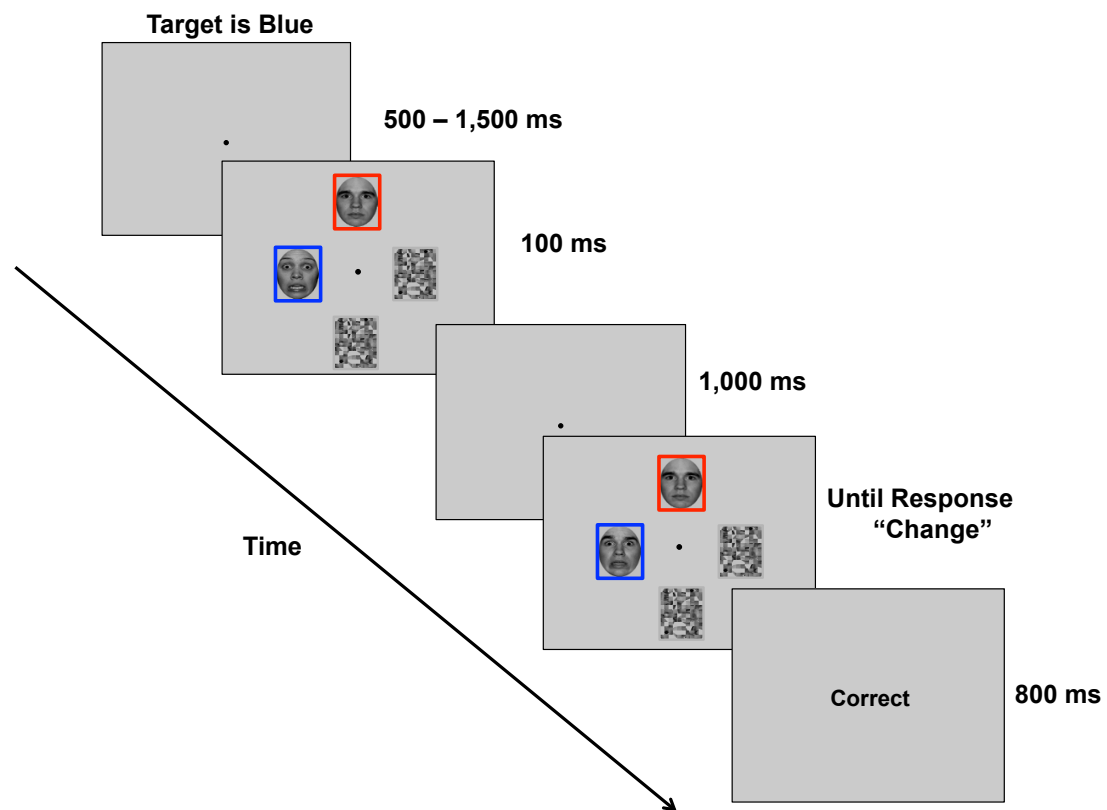 Target is Blue
500 – 1,500 ms
100 ms
1,000 ms
Until Response
“Change”
Time
Correct
800 ms